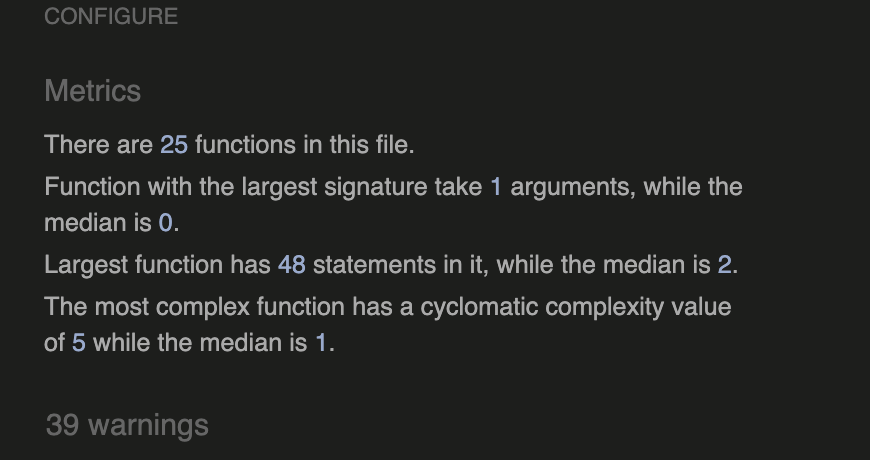 CONFIGURE
Metrics
There are 25 functions in this file.
Function with the largest signature take 1 arguments, while the
median is 0.
Largest function has 48 statements in it, while the median is 2.
The most complex function has a cyclomatic complexity value
of 5 while the median is 1.
39 warnings